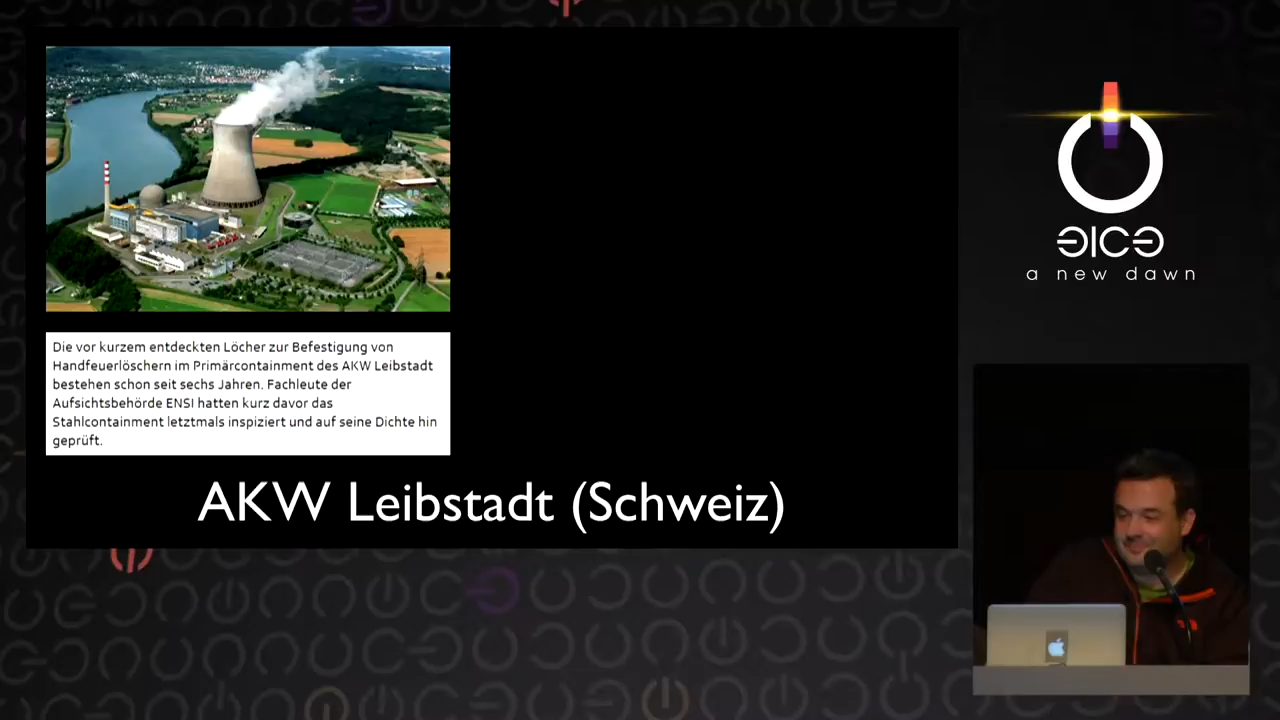 Die vor kurzem entdeckten Löcher zur Befestigung von
Handfeuerlöschern im Primärcontainment des AKW Leibstadt
bestehen schon seit sechs Jahren. Fachleute der
Aufsichtsbehörde ENSI hatten kurz davor das
Stahlcontainment letztmals inspiziert und auf seine Dichte hin
geprüft.
AKW Leibstadt (Schweiz)
a new dawn